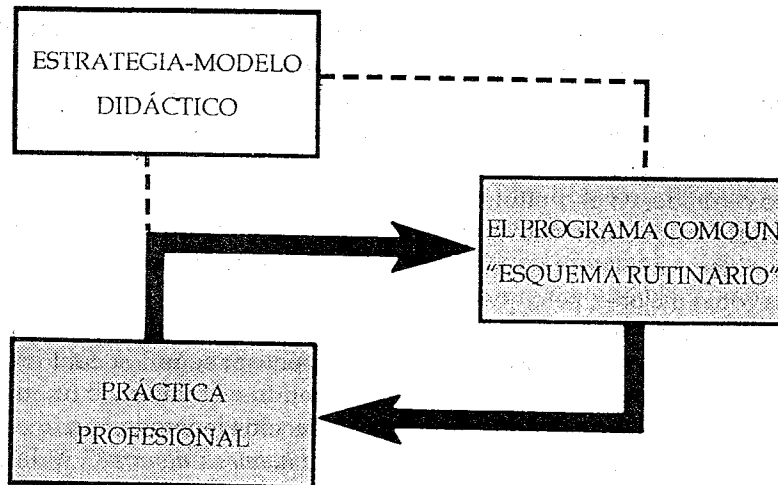 ESTRATEGIA-MODELO
DIDÁCTICO
EL PROGRAMA COMO UN
"ESQUEMA RUTINARIO"
PRÁCTICA
PROFESIONAL